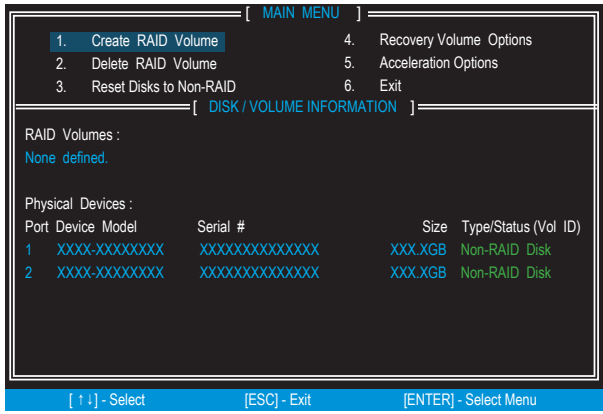 [ MAIN MENU ]
1. Create RAID Volume 4. Recovery Volume Options
2. Delete RAID Volume 5. Acceleration Options
3. Reset Disks to Non-RAID 6. Exit
[ DISK / VOLUME INFORMATION ]
RAID Volumes :
None defined.
Physical Devices :
Port Device Model Serial # Size Type/Status (Vol ID)
1 XXXX-XXXXXXXX XXXXXXXXXXXXXX XXX.XGB Non-RAID Disk
2 XXXX-XXXXXXXX XXXXXXXXXXXXXX XXX.XGB Non-RAID Disk
[ ↑↓] - Select [ESC] - Exit [ENTER] - Select Menu